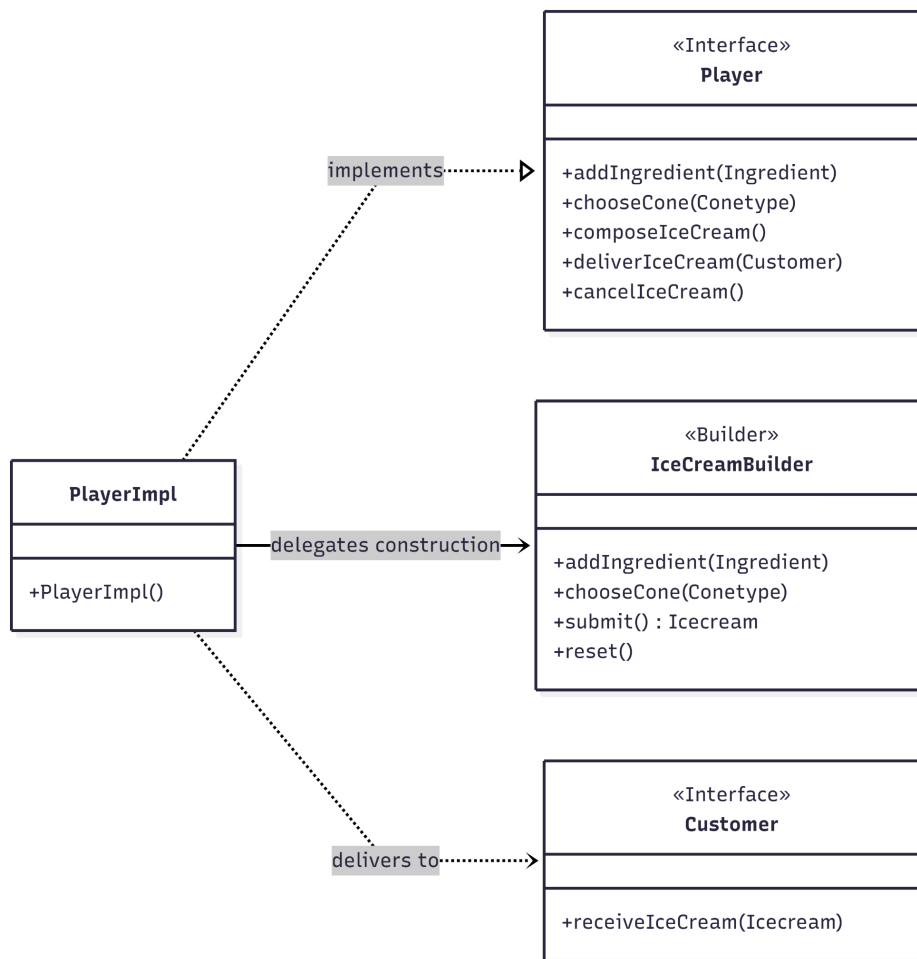 «Interface»
Player
implements
+addIngredient(Ingredient)
+chooseCone(Conetype)
+composeIceCream()
+deliverIceCream(Customer)
+cancelIceCream()
«Builder»
IceCreamBuilder
PlayerImpl
delegates construction
+PlayerImpl()
+addIngredient(Ingredient)
+chooseCone(Conetype)
+submit() : Icecream
+reset()
«Interface»
Customer
delivers to
+receiveIceCream(Icecream)